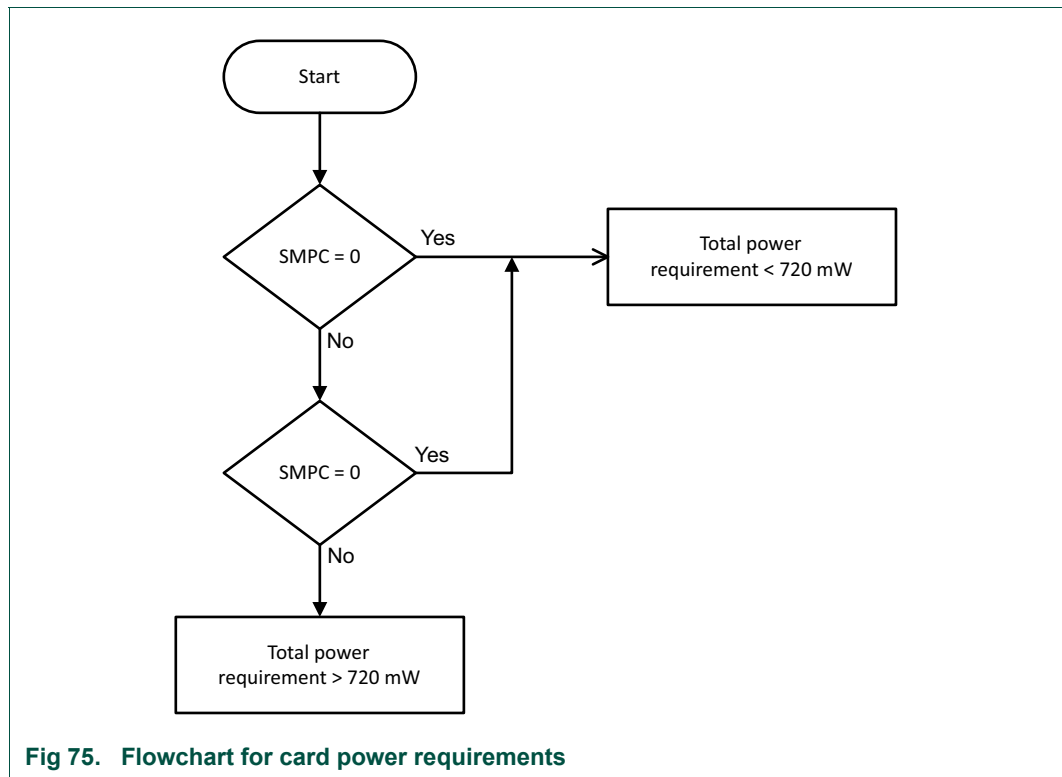 Start
SMPC = 0
Yes
Total power
requirement < 720 mW
No
SMPC = 0
Yes
No
Total power
requirement > 720 mW
Fig 75. Flowchart for card power requirements